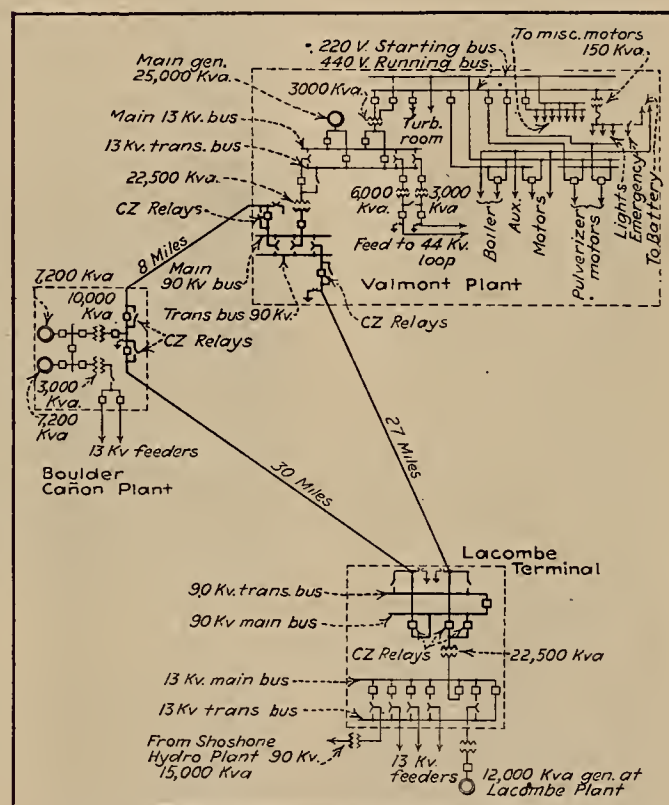 Main gen.
25,000 Kva.
220 V. Starting bus
440 V. Running bus
To misc. motors
150 Kva.
3000 Kva.
Main 13 Kv. bus
13 Kv. trans. bus
Turb.
room
22,500 Kva.
CZ Relays
6,000
Kva.
3,000
Kva
Boiler
Aux.
Motors
Pulverizer
motors
Lights
Emergency
To Battery
Feed to 44 Kv.
loop
Main
90 Kv bus
Valmont Plant
8 Miles
7,200 Kva
10,000
Kva
Trans bus 90 Kv.
CZ Relays
CZ Relays
3,000
Kva.
7,200
Kva
13 Kv feeders
Boulder
Cañon Plant
27 Miles
30 Miles
Lacombe
Terminal
90 Kv. trans. bus
90 Kv main bus
CZ Relays
22,500 Kva
13 Kv. main bus
13 Kv trans bus
From Shoshone
Hydro Plant 90 Kv.
15,000 Kva
13 Kv.
feeders
12,000 Kva gen. at
Lacombe Plant